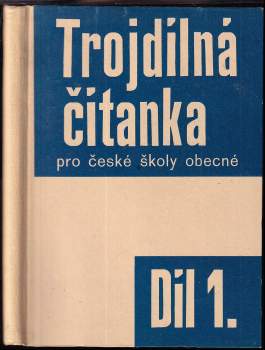 Trojdílná
čítanka
pro české školy obecné
Díl 1.